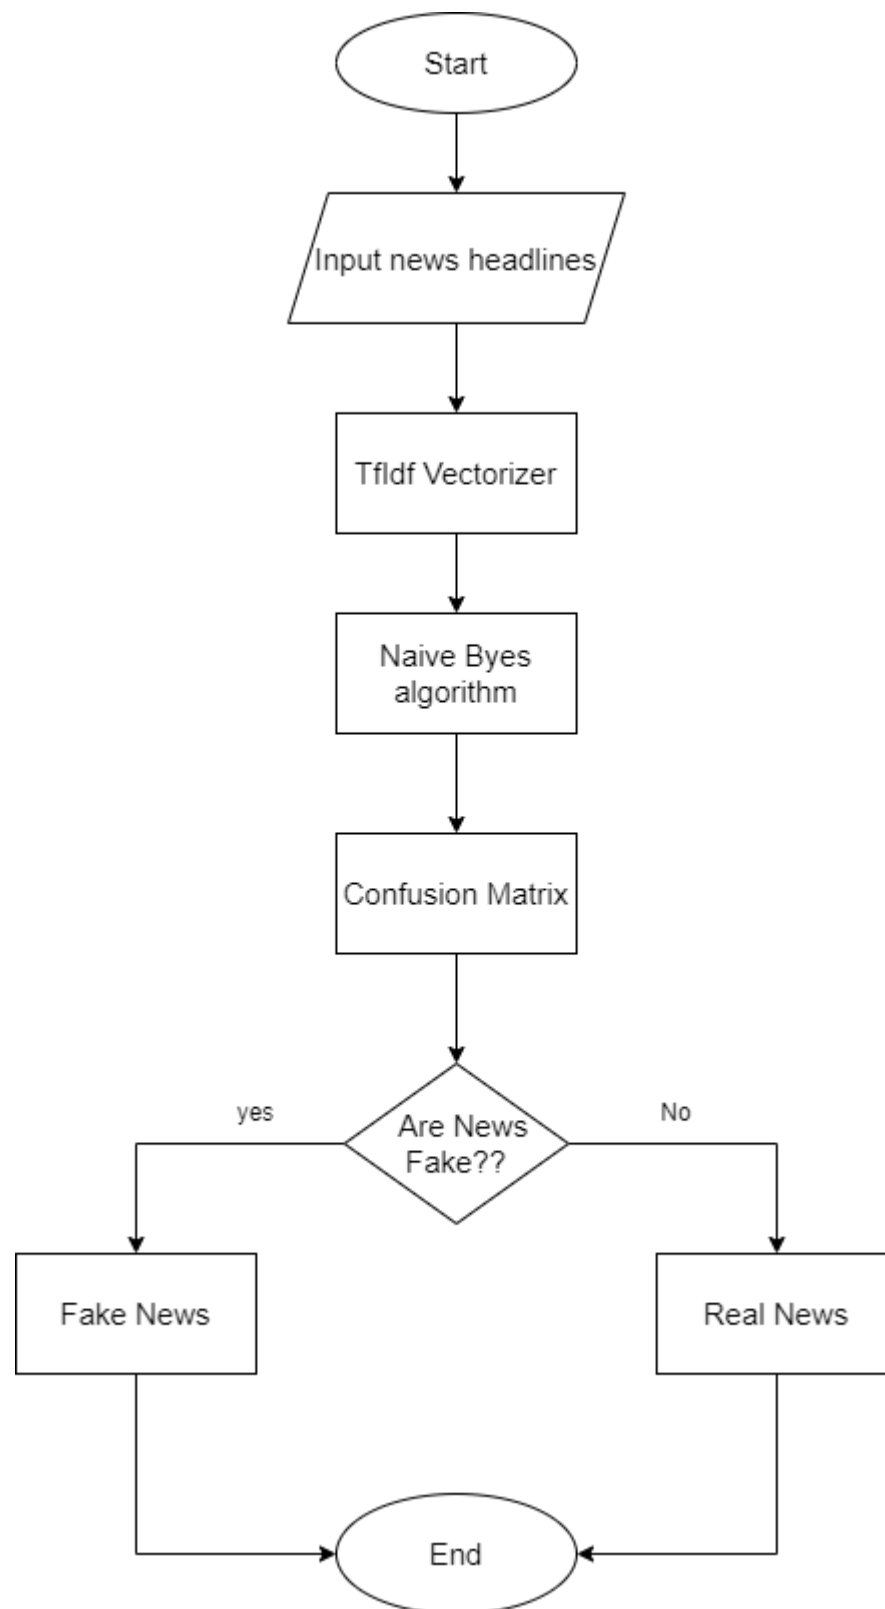 Start
Input news headlines
TfIdf Vectorizer
Naive Byes
algorithm
Confusion Matrix
Are News
Fake??
yes
No
Fake News
Real News
End